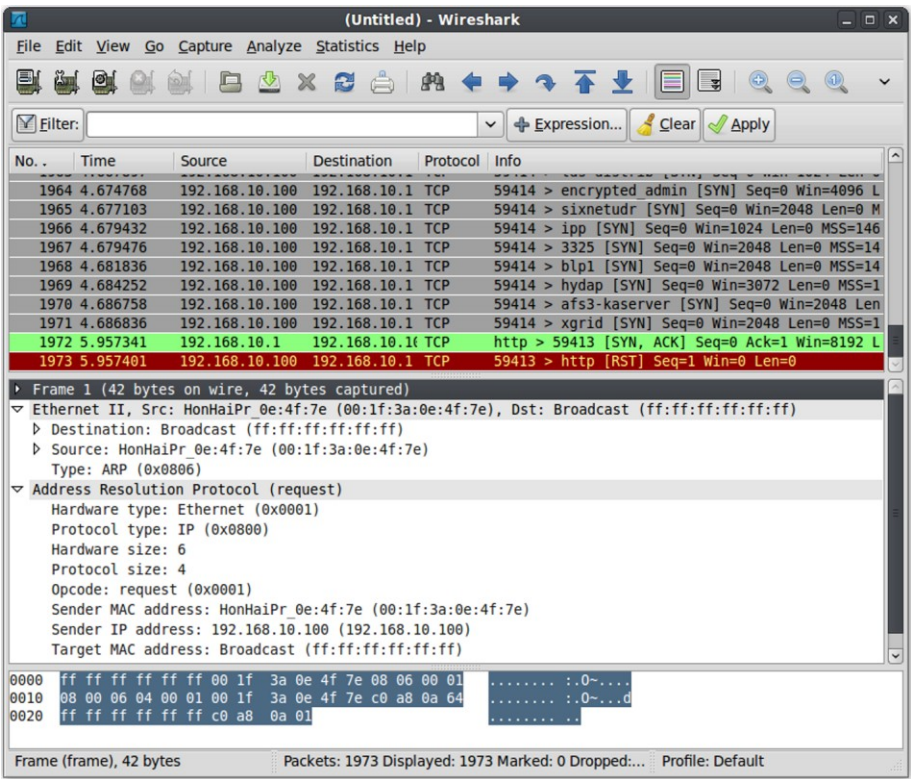 (Untitled) - Wireshark
File Edit View Go Capture Analyze Statistics Help
Filter: Expression... Clear Apply
No. . Time Source Destination Protocol Info
1964 4.674768 192.168.10.100 192.168.10.1 TCP 59414 > encrypted_admin [SYN] Seq=0 Win=4096 L
1965 4.677103 192.168.10.100 192.168.10.1 TCP 59414 > sixnetudr [SYN] Seq=0 Win=2048 Len=0 M
1966 4.679432 192.168.10.100 192.168.10.1 TCP 59414 > ipp [SYN] Seq=0 Win=1024 Len=0 MSS=146
1967 4.679476 192.168.10.100 192.168.10.1 TCP 59414 > 3325 [SYN] Seq=0 Win=2048 Len=0 MSS=14
1968 4.681836 192.168.10.100 192.168.10.1 TCP 59414 > blp1 [SYN] Seq=0 Win=2048 Len=0 MSS=14
1969 4.684252 192.168.10.100 192.168.10.1 TCP 59414 > hydap [SYN] Seq=0 Win=3072 Len=0 MSS=1
1970 4.686758 192.168.10.100 192.168.10.1 TCP 59414 > afs3-kaserver [SYN] Seq=0 Win=2048 Len
1971 4.686836 192.168.10.100 192.168.10.1 TCP 59414 > xgrid [SYN] Seq=0 Win=2048 Len=0 MSS=1
1972 5.957341 192.168.10.1 192.168.10.1 TCP http > 59413 [SYN, ACK] Seq=0 Ack=1 Win=8192 L
1973 5.957401 192.168.10.100 192.168.10.1 TCP 59413 > http [RST] Seq=1 Win=0 Len=0
Frame 1 (42 bytes on wire, 42 bytes captured)
Ethernet II, Src: HonHaiPr_0e:4f:7e (00:1f:3a:0e:4f:7e), Dst: Broadcast (ff:ff:ff:ff:ff:ff)
Destination: Broadcast (ff:ff:ff:ff:ff:ff)
Source: HonHaiPr_0e:4f:7e (00:1f:3a:0e:4f:7e)
Type: ARP (0x0806)
Address Resolution Protocol (request)
Hardware type: Ethernet (0x0001)
Protocol type: IP (0x0800)
Hardware size: 6
Protocol size: 4
Opcode: request (0x0001)
Sender MAC address: HonHaiPr_0e:4f:7e (00:1f:3a:0e:4f:7e)
Sender IP address: 192.168.10.100 (192.168.10.100)
Target MAC address: Broadcast (ff:ff:ff:ff:ff:ff)
0000 ff ff ff ff ff ff 00 1f 3a 0e 4f 7e 08 06 00 01 ........ :.O~....
0010 08 00 06 04 00 01 00 1f 3a 0e 4f 7e c0 a8 0a 64 ........ :.O~...d
0020 ff ff ff ff ff ff c0 a8 0a 01 ........ ..
Frame (frame), 42 bytes Packets: 1973 Displayed: 1973 Marked: 0 Dropped:... Profile: Default